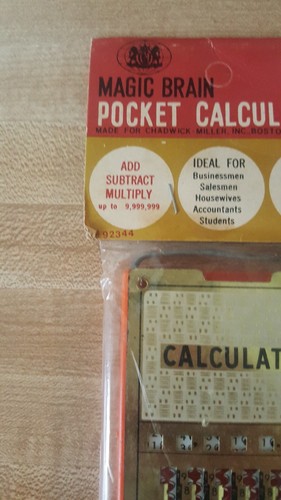 MAGIC BRAIN
POCKET CALCUL
MADE FOR CHADWICK-MILLER, INC. BOSTO
ADD
SUBTRACT
MULTIPLY
up to 9,999,999
IDEAL FOR
Businessmen
Salesmen
Housewives
Accountants
Students
92344
CALCULAT